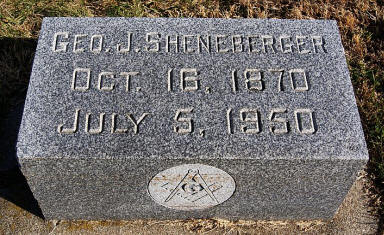 Geo. J. Sheneberger
Oct. 16, 1870
July 5, 1950
G